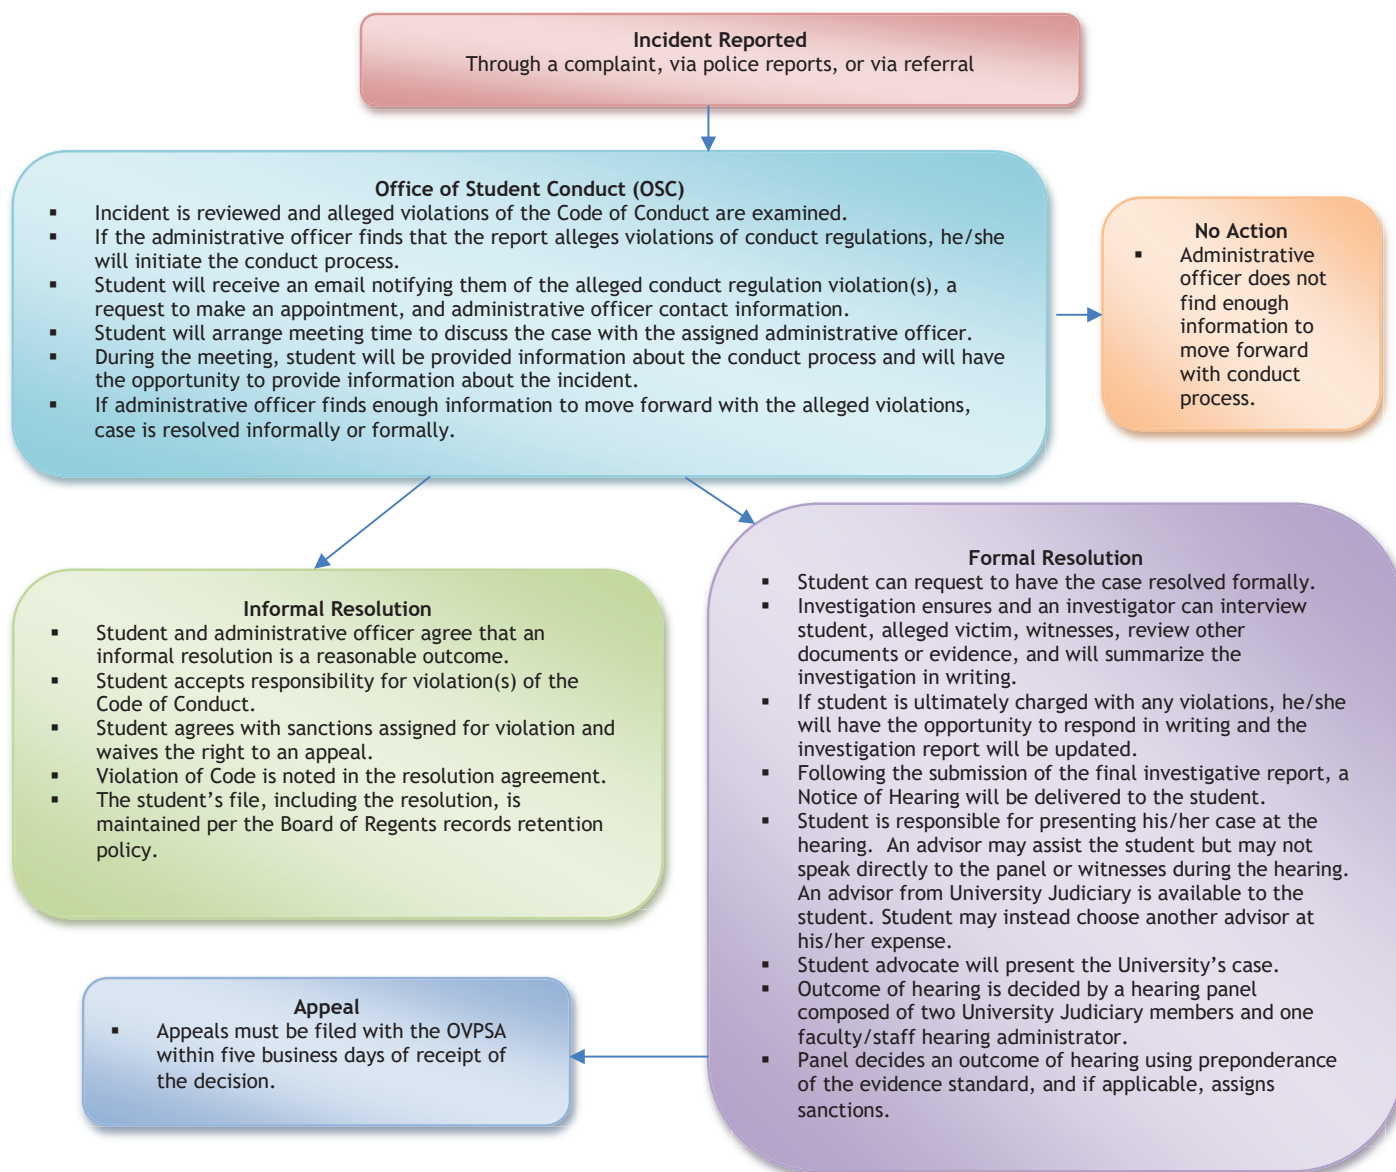 Incident Reported
Through a complaint, via police reports, or via referral
Office of Student Conduct (OSC)
▪ Incident is reviewed and alleged violations of the Code of Conduct are examined.
▪ If the administrative officer finds that the report alleges violations of conduct regulations, he/she
will initiate the conduct process.
▪ Student will receive an email notifying them of the alleged conduct regulation violation(s), a
request to make an appointment, and administrative officer contact information.
▪ Student will arrange meeting time to discuss the case with the assigned administrative officer.
▪ During the meeting, student will be provided information about the conduct process and will have
the opportunity to provide information about the incident.
▪ If administrative officer finds enough information to move forward with the alleged violations,
case is resolved informally or formally.
No Action
▪ Administrative
officer does not
find enough
information to
move forward
with conduct
process.
Informal Resolution
▪ Student and administrative officer agree that an
informal resolution is a reasonable outcome.
▪ Student accepts responsibility for violation(s) of the
Code of Conduct.
▪ Student agrees with sanctions assigned for violation and
waives the right to an appeal.
▪ Violation of Code is noted in the resolution agreement.
▪ The student’s file, including the resolution, is
maintained per the Board of Regents records retention
policy.
Formal Resolution
▪ Student can request to have the case resolved formally.
▪ Investigation ensures and an investigator can interview
student, alleged victim, witnesses, review other
documents or evidence, and will summarize the
investigation in writing.
▪ If student is ultimately charged with any violations, he/she
will have the opportunity to respond in writing and the
investigation report will be updated.
▪ Following the submission of the final investigative report, a
Notice of Hearing will be delivered to the student.
▪ Student is responsible for presenting his/her case at the
hearing. An advisor may assist the student but may not
speak directly to the panel or witnesses during the hearing.
An advisor from University Judiciary is available to the
student. Student may instead choose another advisor at
his/her expense.
▪ Student advocate will present the University’s case.
▪ Outcome of hearing is decided by a hearing panel
composed of two University Judiciary members and one
faculty/staff hearing administrator.
▪ Panel decides an outcome of hearing using preponderance
of the evidence standard, and if applicable, assigns
sanctions.
Appeal
▪ Appeals must be filed with the OVPSA
within five business days of receipt of
the decision.